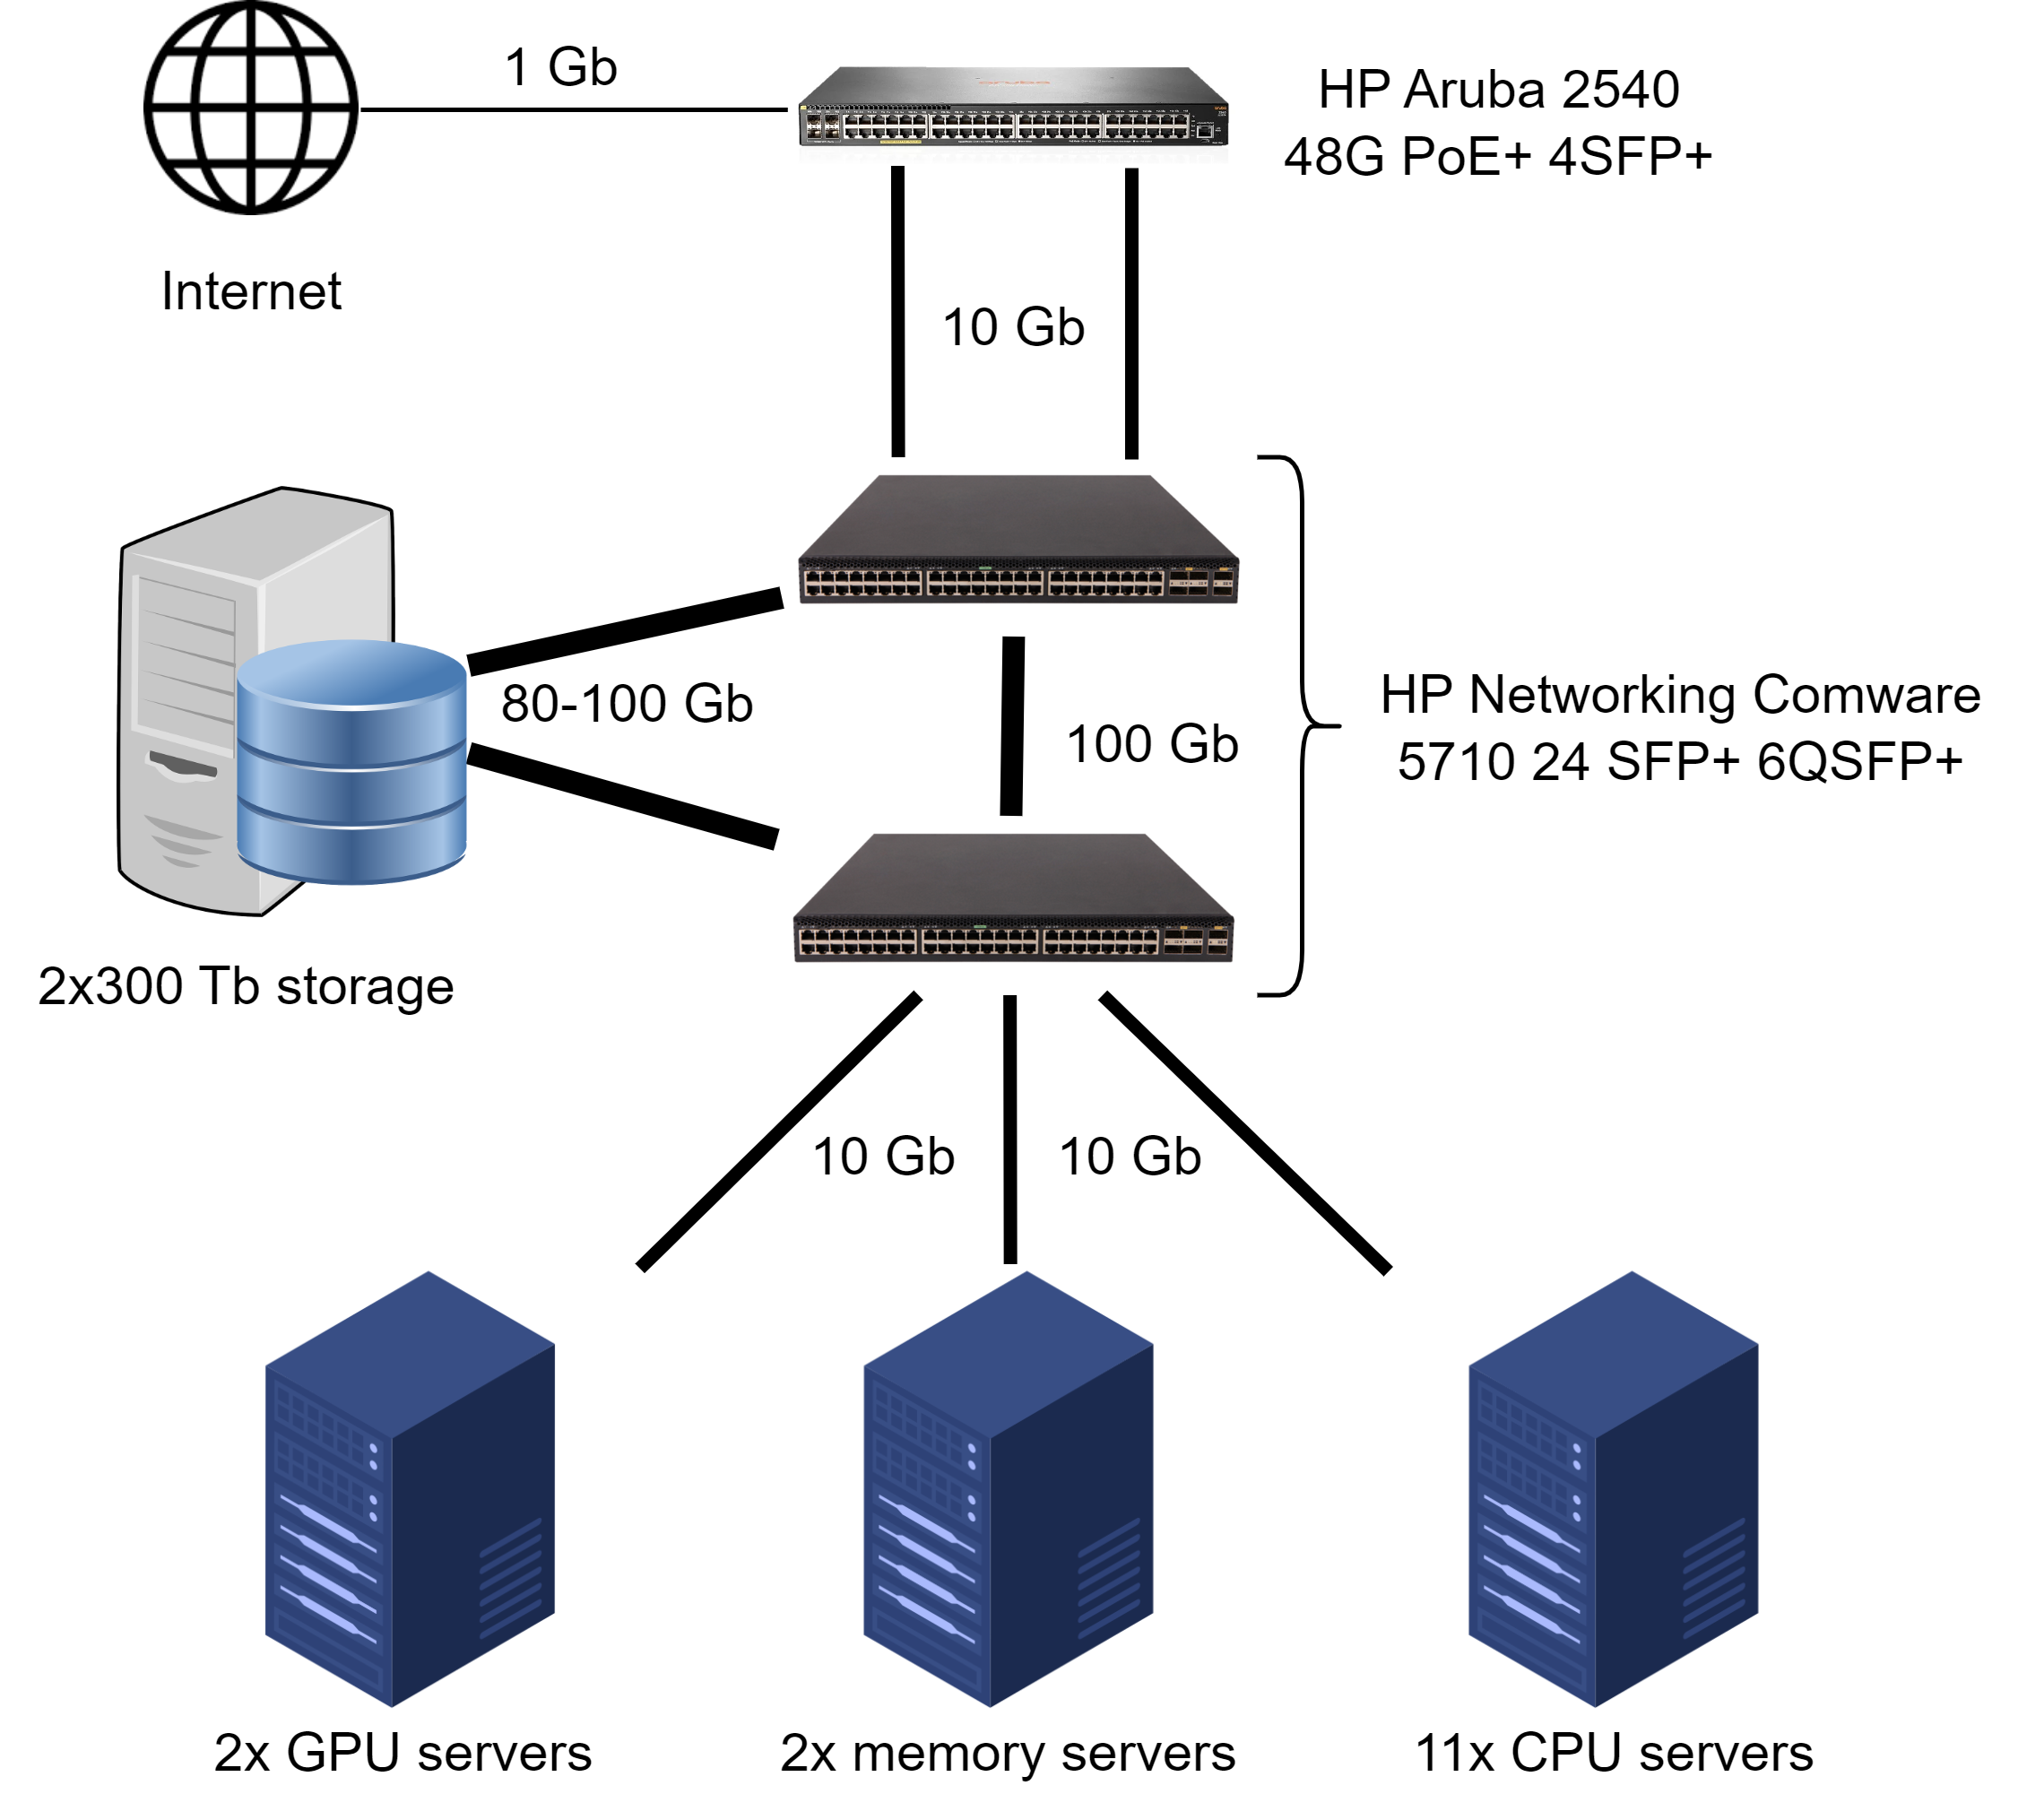 1 Gb
aruba
HP Aruba 2540
48G PoE+ 4SFP+
Internet
10 Gb
80-100 Gb
100 Gb
HP Networking Comware
5710 24 SFP+ 6QSFP+
2x300 Tb storage
10 Gb
10 Gb
2x GPU servers
2x memory servers
11x CPU servers